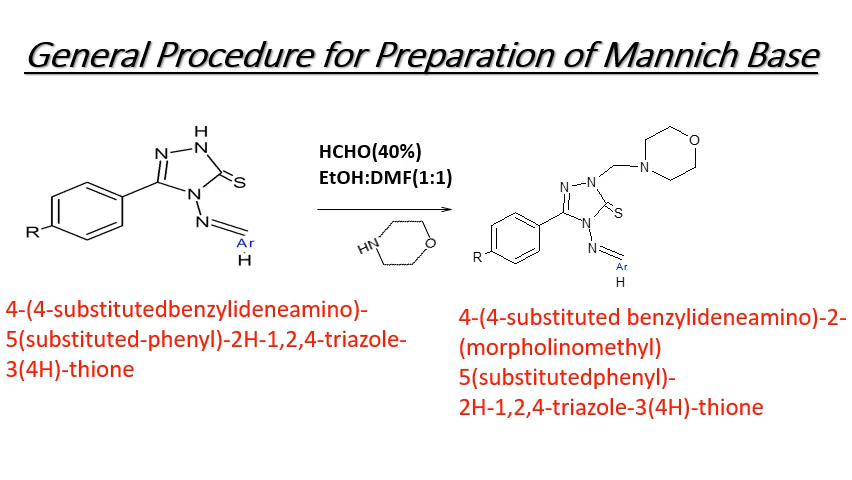 General Procedure for Preparation of Mannich Base
H
N
N
S
N
N
R
Ar
H
HCHO(40%)
EtOH:DMF(1:1)
HN
O
O
N
N
N
S
N
N
R
Ar
H
4-(4-substitutedbenzylideneamino)-
5(substituted-phenyl)-2H-1,2,4-triazole-
3(4H)-thione
4-(4-substituted benzylideneamino)-2-
(morpholinomethyl)
5(substitutedphenyl)-
2H-1,2,4-triazole-3(4H)-thione